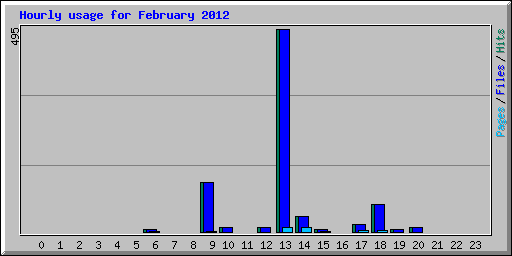 Hourly usage for February 2012
495
Pages/Files/Hits
0 1 2 3 4 5 6 7 8 9 10 11 12 13 14 15 16 17 18 19 20 21 22 23